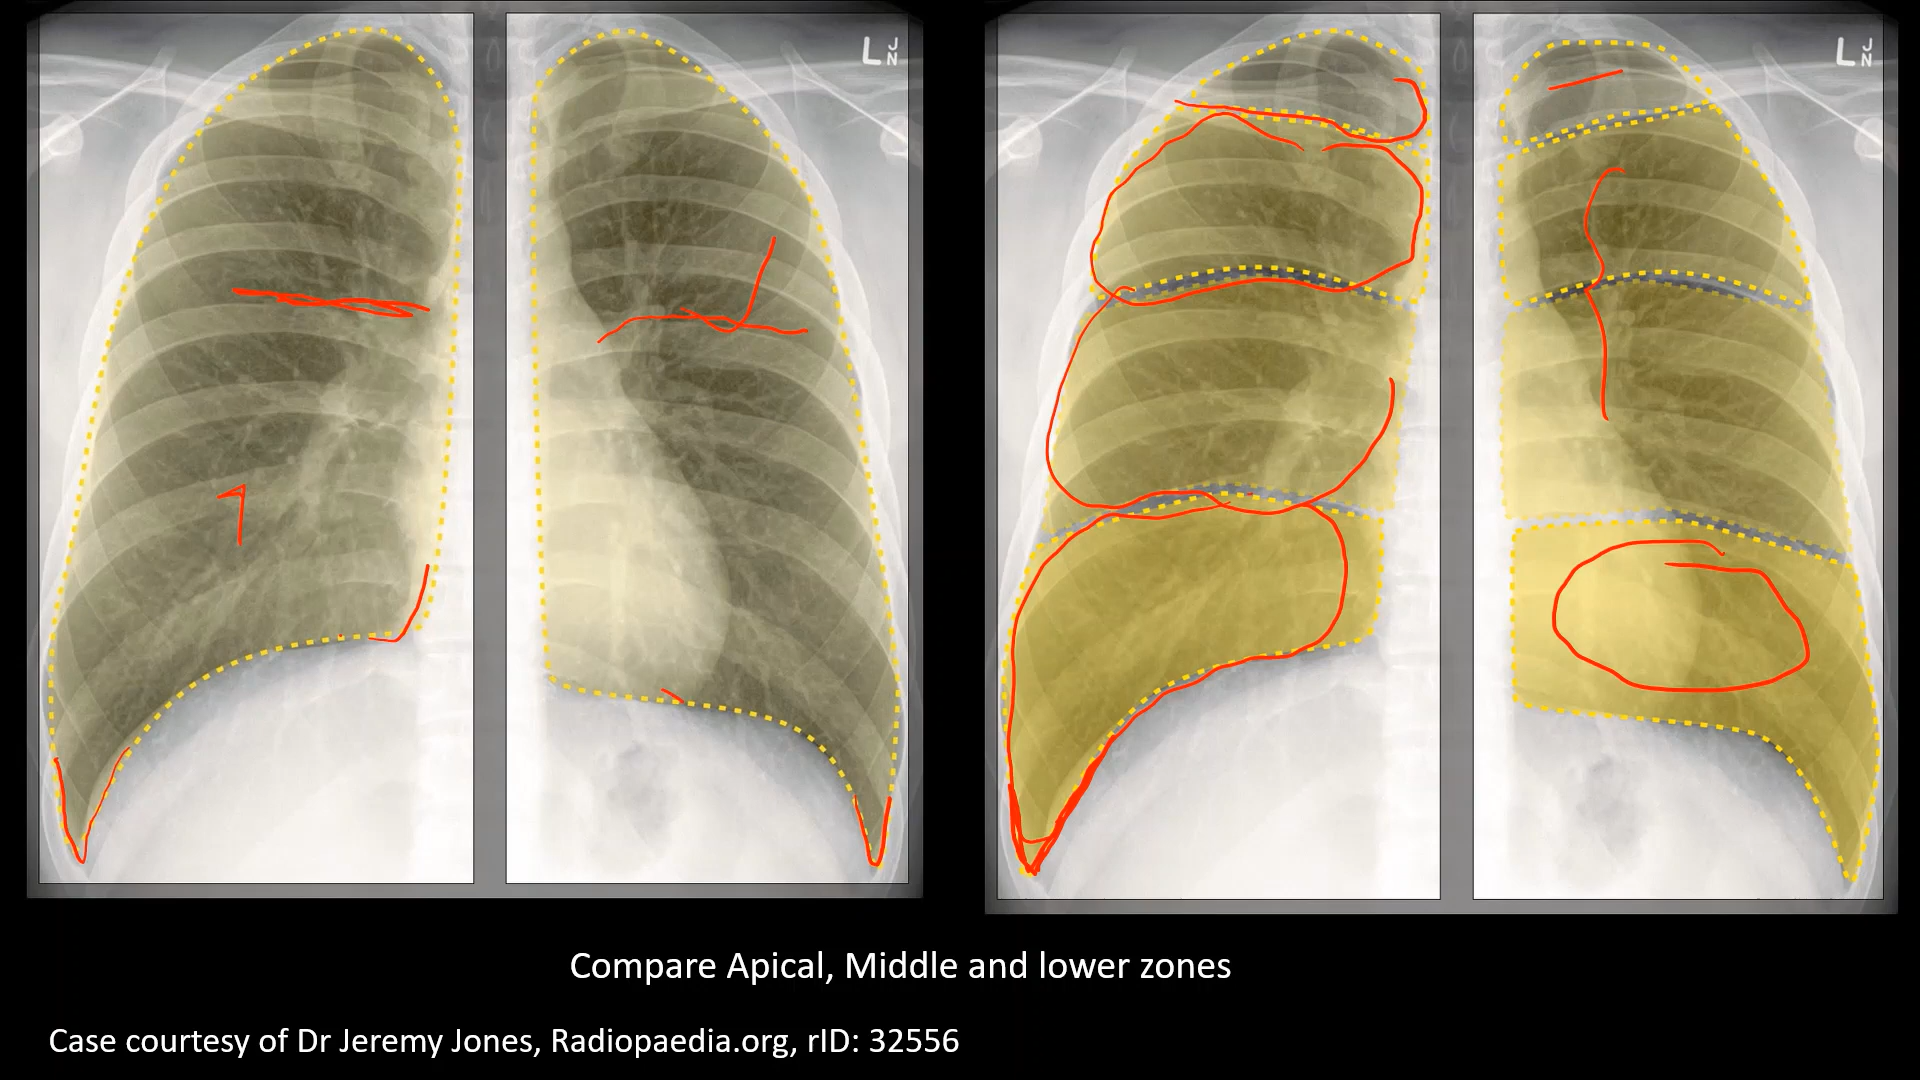 L J N
L J N
Compare Apical, Middle and lower zones
Case courtesy of Dr Jeremy Jones, Radiopaedia.org, rID: 32556